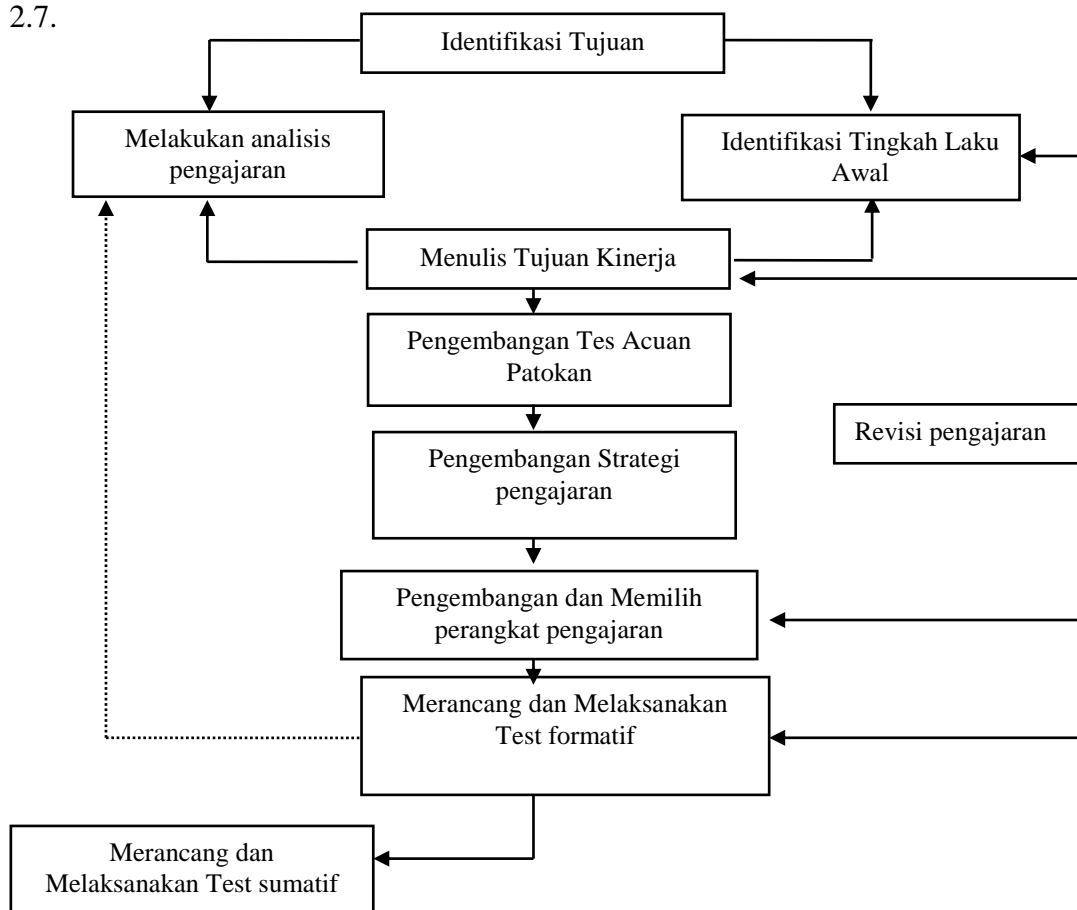 2.7.
Identifikasi Tujuan
Melakukan analisis
pengajaran
Identifikasi Tingkah Laku
Awal
Menulis Tujuan Kinerja
Pengembangan Tes Acuan
Patokan
Revisi pengajaran
Pengembangan Strategi
pengajaran
Pengembangan dan Memilih
perangkat pengajaran
Merancang dan Melaksanakan
Test formatif
Merancang dan
Melaksanakan Test sumatif